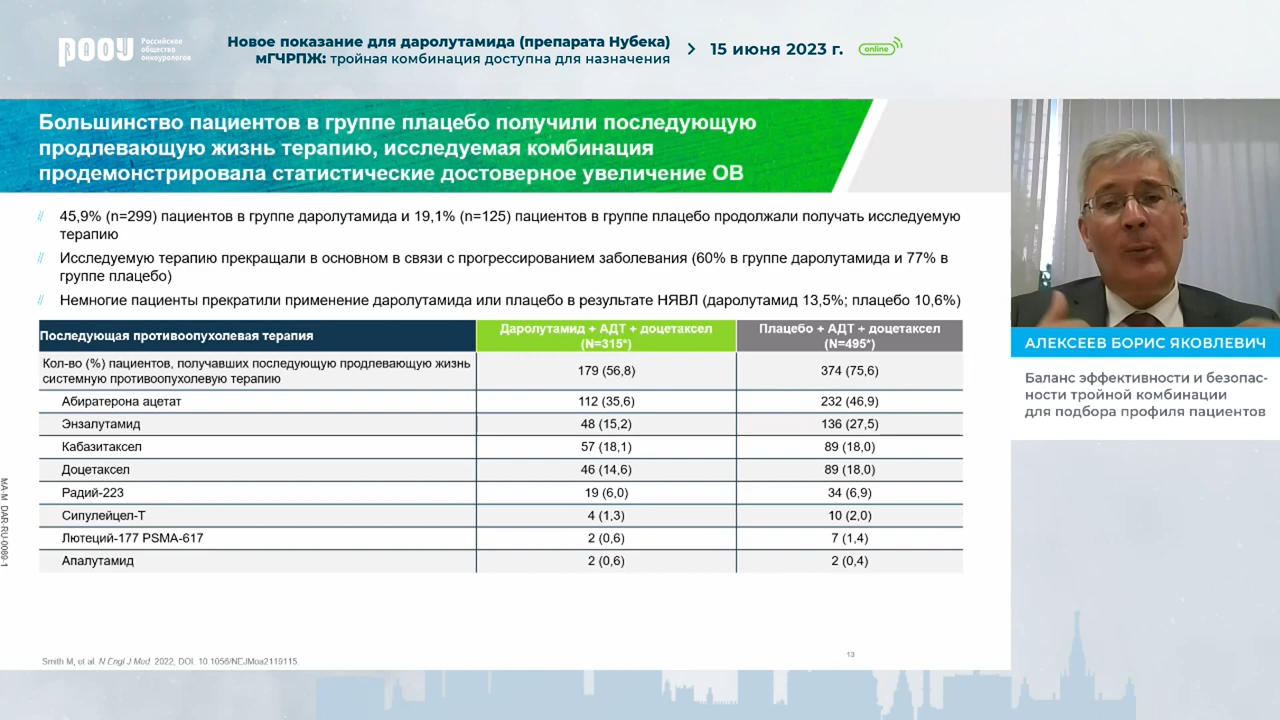 РООУ
Российское
общество
онкоурологов
Новое показание для даролутамида (препарата Нубека)
мГЧРПЖ: тройная комбинация доступна для назначения
15 июня 2023 г.
online
Большинство пациентов в группе плацебо получили последующую
продлевающую жизнь терапию, исследуемая комбинация
продемонстрировала статистические достоверное увеличение ОВ
45,9% (n=299) пациентов в группе даролутамида и 19,1% (n=125) пациентов в группе плацебо продолжали получать исследуемую
терапию
Исследуемую терапию прекращали в основном в связи с прогрессированием заболевания (60% в группе даролутамида и 77% в
группе плацебо)
Немногие пациенты прекратили применение даролутамида или плацебо в результате НЯВЛ (даролутамид 13,5%; плацебо 10,6%)
Последующая противоопухолевая терапия
Даролутамид + АДТ + доцетаксел
(N=315*)
Плацебо + АДТ + доцетаксел
(N=495*)
Кол-во (%) пациентов, получавших последующую продлевающую жизнь
системную противоопухолевую терапию
179 (56,8)
374 (75,6)
Абиратерона ацетат
112 (35,6)
232 (46,9)
Энзалутамид
48 (15,2)
136 (27,5)
Кабазитаксел
57 (18,1)
89 (18,0)
Доцетаксел
46 (14,6)
89 (18,0)
Радий-223
19 (6,0)
34 (6,9)
Сипулейцел-Т
4 (1,3)
10 (2,0)
Лютеций-177 PSMA-617
2 (0,6)
7 (1,4)
Апалутамид
2 (0,6)
2 (0,4)
Smith M, et al. N Engl J Med. 2022, DOI: 10.1056/NEJMoa2119115.
13
MA-M_DAR-RU-0089-1
АЛЕКСЕЕВ БОРИС ЯКОВЛЕВИЧ
Баланс эффективности и безопас-
ности тройной комбинации
для подбора профиля пациентов